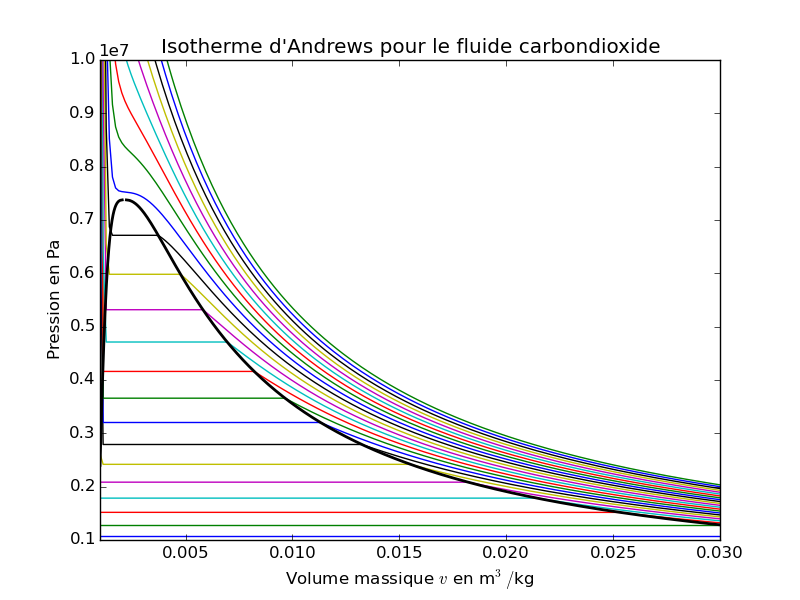 Isotherme d'Andrews pour le fluide carbondioxide
1e7
1.0
0.9
0.8
0.7
0.6
0.5
0.4
0.3
0.2
0.1
Pression en Pa
0.005 0.010 0.015 0.020 0.025 0.030
Volume massique v en m³/kg